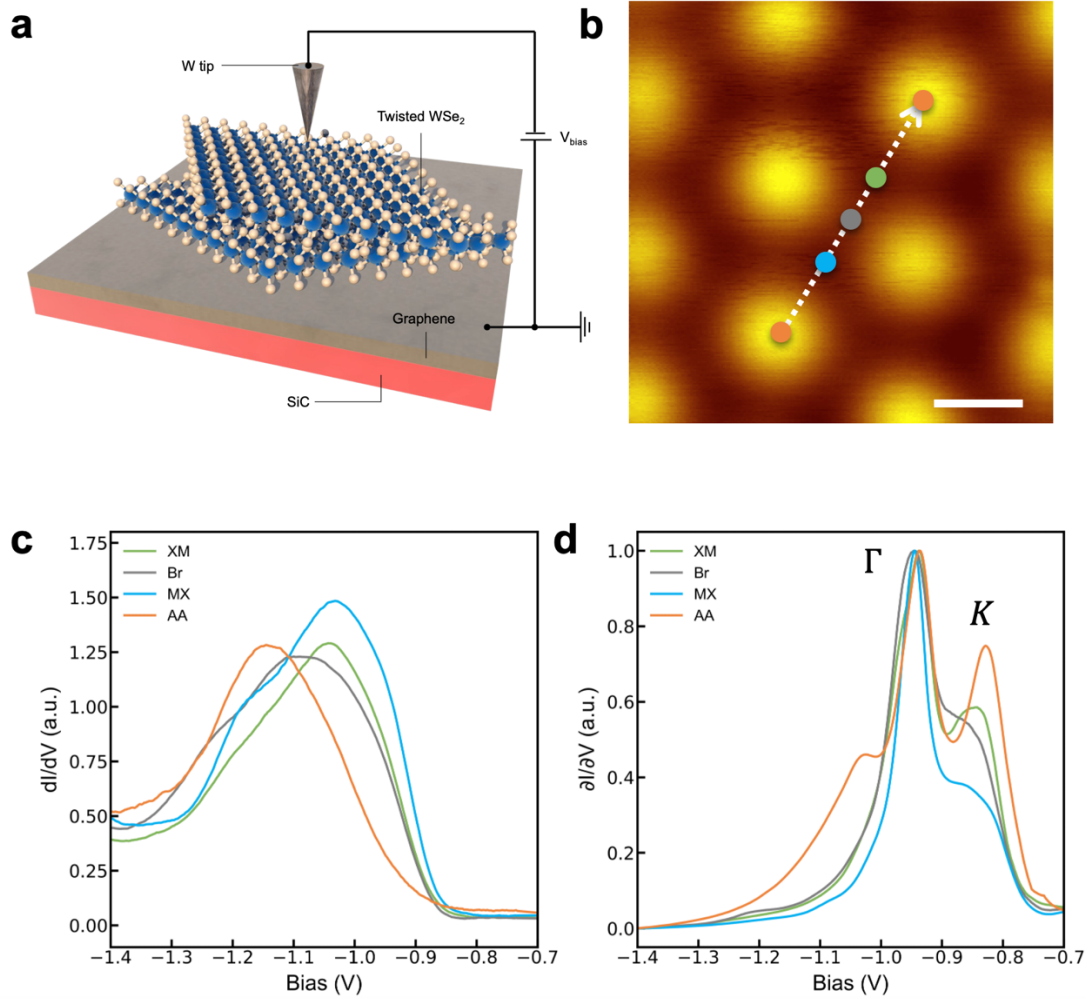 a
W tip
Twisted WSe₂
V_bias
Graphene
SiC
b
c
XM
Br
MX
AA
1.75
1.50
1.25
1.00
0.75
0.50
0.25
0.00
dI/dV (a.u.)
−1.4 −1.3 −1.2 −1.1 −1.0 −0.9 −0.8 −0.7
Bias (V)
d
XM
Br
MX
AA
Γ
K
1.0
0.8
0.6
0.4
0.2
0.0
∂I/∂V (a.u.)
−1.4 −1.3 −1.2 −1.1 −1.0 −0.9 −0.8 −0.7
Bias (V)